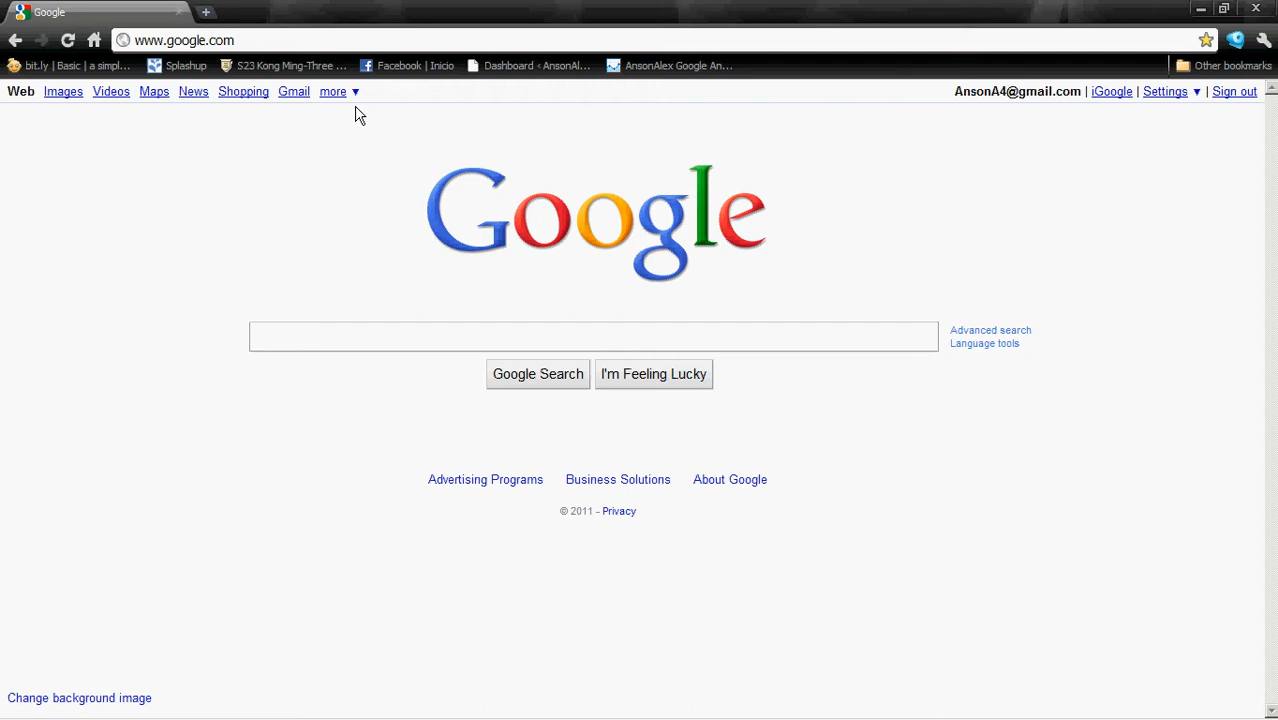 Google
www.google.com
bit.ly | Basic | a simpl... Splashup S23 Kong Ming-Three ... Facebook | Inicio Dashboard ‹ AnsonAl... AnsonAlex Google An... Other bookmarks
Web Images Videos Maps News Shopping Gmail more ▼ AnsonA4@gmail.com | iGoogle | Settings ▼ | Sign out
Google
Advanced search
Language tools
Google Search I'm Feeling Lucky
Advertising Programs Business Solutions About Google
© 2011 - Privacy
Change background image